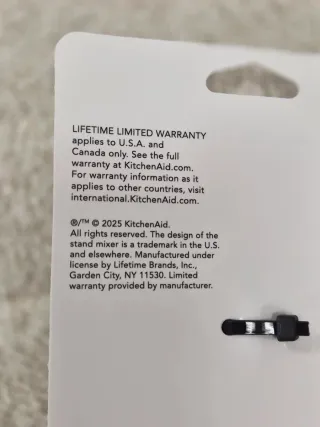 LIFETIME LIMITED WARRANTY
applies to U.S.A. and
Canada only. See the full
warranty at KitchenAid.com.
For warranty information as it
applies to other countries, visit
international.KitchenAid.com.
®/™ © 2025 KitchenAid.
All rights reserved. The design of the
stand mixer is a trademark in the U.S.
and elsewhere. Manufactured under
license by Lifetime Brands, Inc.,
Garden City, NY 11530. Limited
warranty provided by manufacturer.